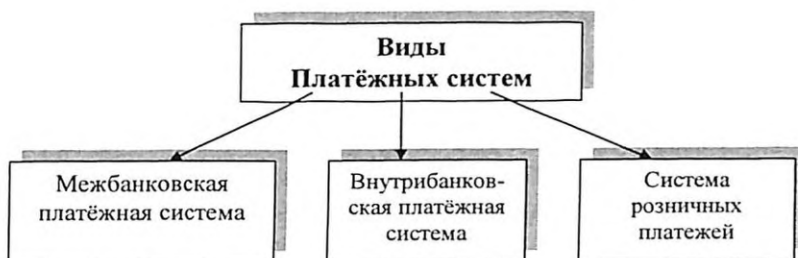 Виды
Платёжных систем
Межбанковская
платёжная система
Внутрибанков-
ская платёжная
система
Система
розничных
платежей